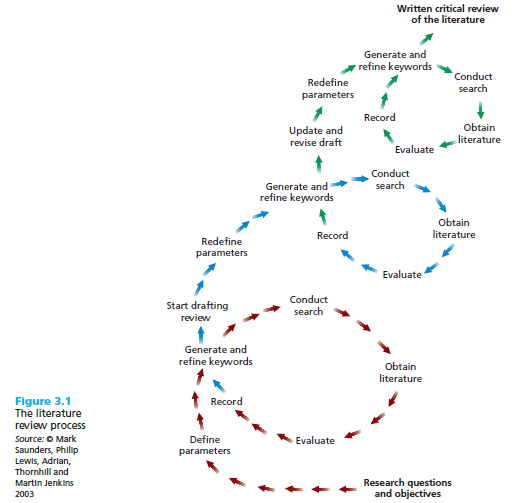 Written critical review
of the literature
Generate and
refine keywords
Conduct
search
Redefine
parameters
Record
Obtain
literature
Update and
revise draft
Evaluate
Conduct
search
Generate and
refine keywords
Obtain
literature
Record
Redefine
parameters
Evaluate
Conduct
search
Start drafting
review
Generate and
refine keywords
Obtain
literature
Record
Define
parameters
Evaluate
Research questions
and objectives
Figure 3.1
The literature
review process
Source: © Mark
Saunders, Philip
Lewis, Adrian,
Thornhill and
Martin Jenkins
2003